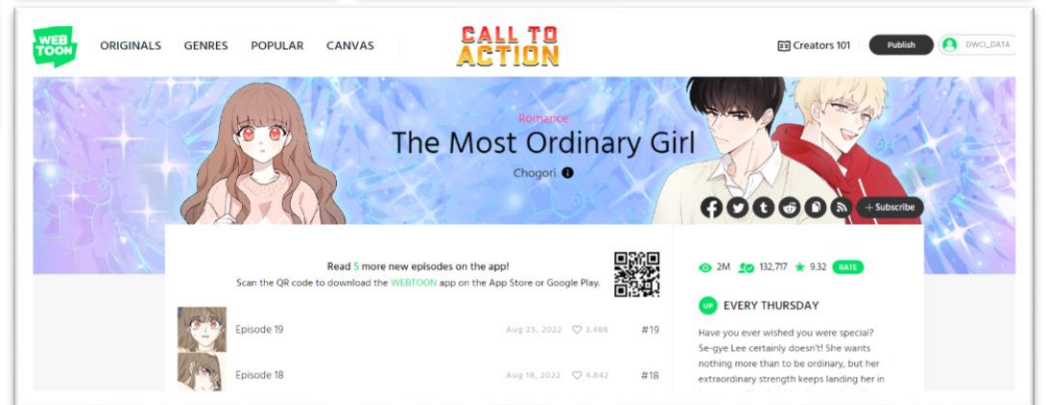 WEB
TOON
ORIGINALS GENRES POPULAR CANVAS
CALL TO
ACTION
Creators 101
Publish
DWCI_DATA
Romance
The Most Ordinary Girl
Chogori
+ Subscribe
Read 5 more new episodes on the app!
Scan the QR code to download the WEBTOON app on the App Store or Google Play.
2M 132,717 9.32 RATE
UP EVERY THURSDAY
Have you ever wished you were special?
Se-gye Lee certainly doesn't! She wants
nothing more than to be ordinary, but her
extraordinary strength keeps landing her in
Episode 19 Aug 25, 2022 3.486 #19
Episode 18 Aug 18, 2022 4.842 #18